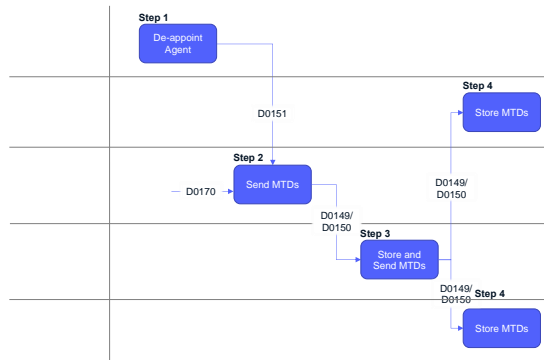 Step 1
De-appoint
Agent
Step 4
Store MTDs
D0151
Step 2
Send MTDs
D0170
D0149/
D0150
D0149/
D0150
Step 3
Store and
Send MTDs
D0149/
D0150
Step 4
Store MTDs